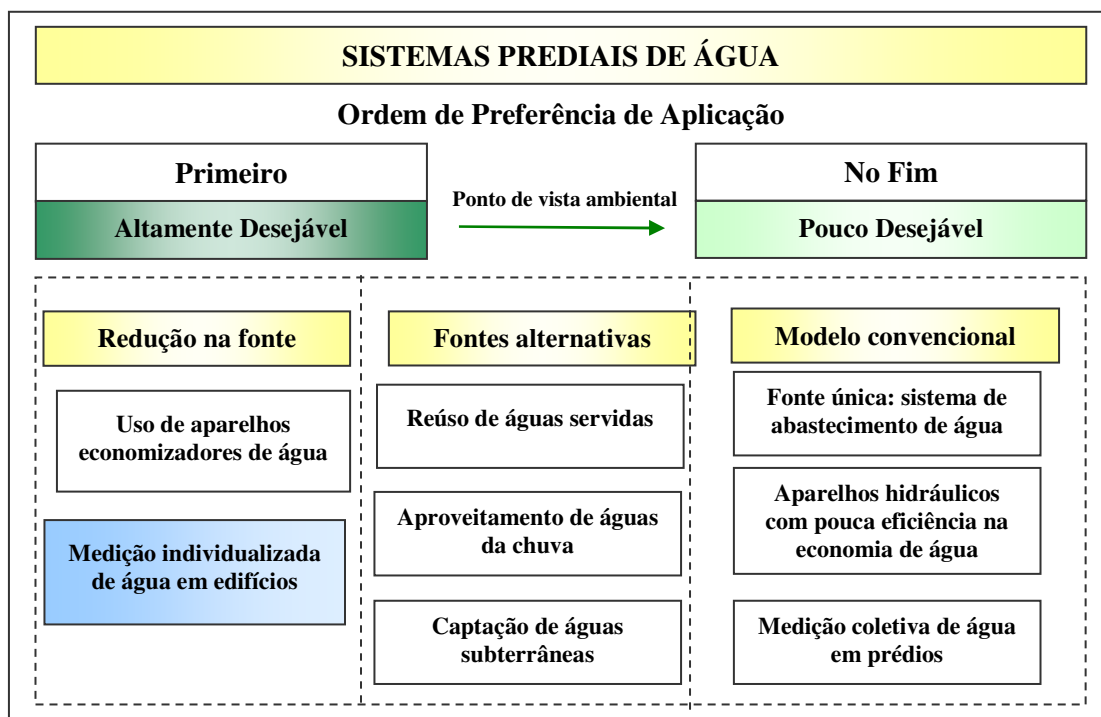 SISTEMAS PREDIAIS DE ÁGUA
Ordem de Preferência de Aplicação
Primeiro
Altamente Desejável
Ponto de vista ambiental
No Fim
Pouco Desejável
Redução na fonte
Uso de aparelhos
economizadores de água
Medição individualizada
de água em edifícios
Fontes alternativas
Reúso de águas servidas
Aproveitamento de águas
da chuva
Captação de águas
subterrâneas
Modelo convencional
Fonte única: sistema de
abastecimento de água
Aparelhos hidráulicos
com pouca eficiência na
economia de água
Medição coletiva de água
em prédios